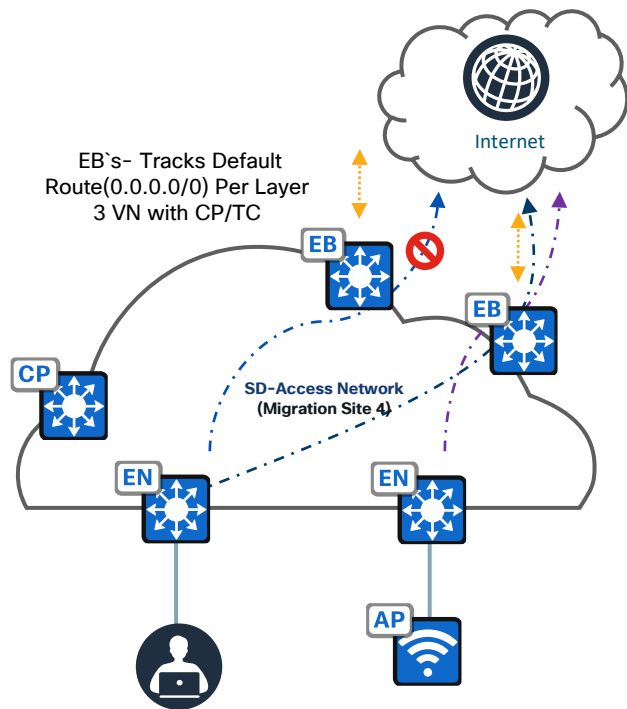 Internet
EB`s- Tracks Default
Route(0.0.0.0/0) Per Layer
3 VN with CP/TC
EB
EB
CP
SD-Access Network
(Migration Site 4)
EN
EN
AP